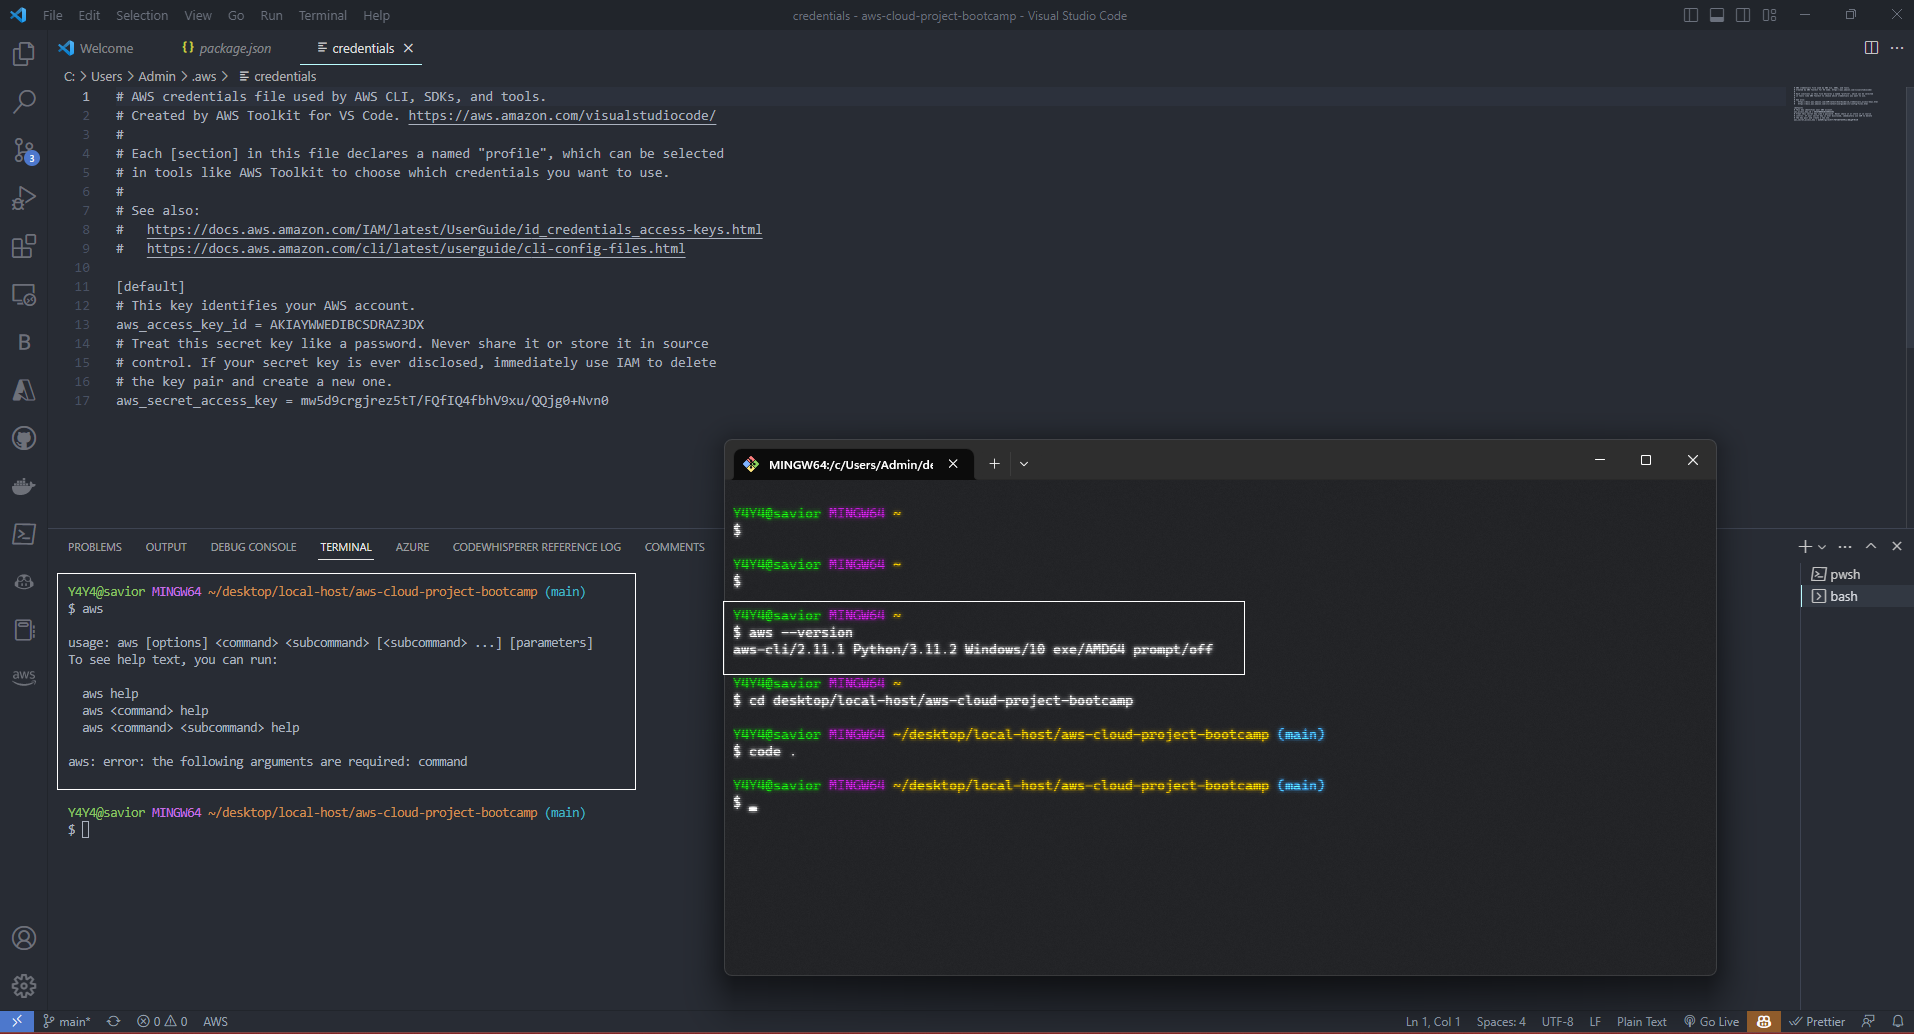 File Edit Selection View Go Run Terminal Help
credentials - aws-cloud-project-bootcamp - Visual Studio Code
Welcome
{} package.json
credentials
C: > Users > Admin > .aws > credentials
1 # AWS credentials file used by AWS CLI, SDKs, and tools.
2 # Created by AWS Toolkit for VS Code. https://aws.amazon.com/visualstudiocode/
3 #
4 # Each [section] in this file declares a named "profile", which can be selected
5 # in tools like AWS Toolkit to choose which credentials you want to use.
6 #
7 # See also:
8 #   https://docs.aws.amazon.com/IAM/latest/UserGuide/id_credentials_access-keys.html
9 #   https://docs.aws.amazon.com/cli/latest/userguide/cli-config-files.html
10
11 [default]
12 # This key identifies your AWS account.
13 aws_access_key_id = [redacted]
14 # Treat this secret key like a password. Never share it or store it in source
15 # control. If your secret key is ever disclosed, immediately use IAM to delete
16 # the key pair and create a new one.
17 aws_secret_access_key = [redacted]
3
B
aws
PROBLEMS OUTPUT DEBUG CONSOLE TERMINAL AZURE CODEWHISPERER REFERENCE LOG COMMENTS
Y4Y4@savior MINGW64 ~/desktop/local-host/aws-cloud-project-bootcamp (main)
$ aws
usage: aws [options] <command> <subcommand> [<subcommand> ...] [parameters]
To see help text, you can run:
aws help
aws <command> help
aws <command> <subcommand> help
aws: error: the following arguments are required: command
Y4Y4@savior MINGW64 ~/desktop/local-host/aws-cloud-project-bootcamp (main)
$
MINGW64:/c/Users/Admin/de
Y4Y4@savior MINGW64 ~
$
Y4Y4@savior MINGW64 ~
$
Y4Y4@savior MINGW64 ~
$ aws --version
aws-cli/2.11.1 Python/3.11.2 Windows/10 exe/AMD64 prompt/off
Y4Y4@savior MINGW64 ~
$ cd desktop/local-host/aws-cloud-project-bootcamp
Y4Y4@savior MINGW64 ~/desktop/local-host/aws-cloud-project-bootcamp (main)
$ code .
Y4Y4@savior MINGW64 ~/desktop/local-host/aws-cloud-project-bootcamp (main)
$
pwsh
bash
main* 0 0 AWS
Ln 1, Col 1 Spaces: 4 UTF-8 LF Plain Text Go Live Prettier